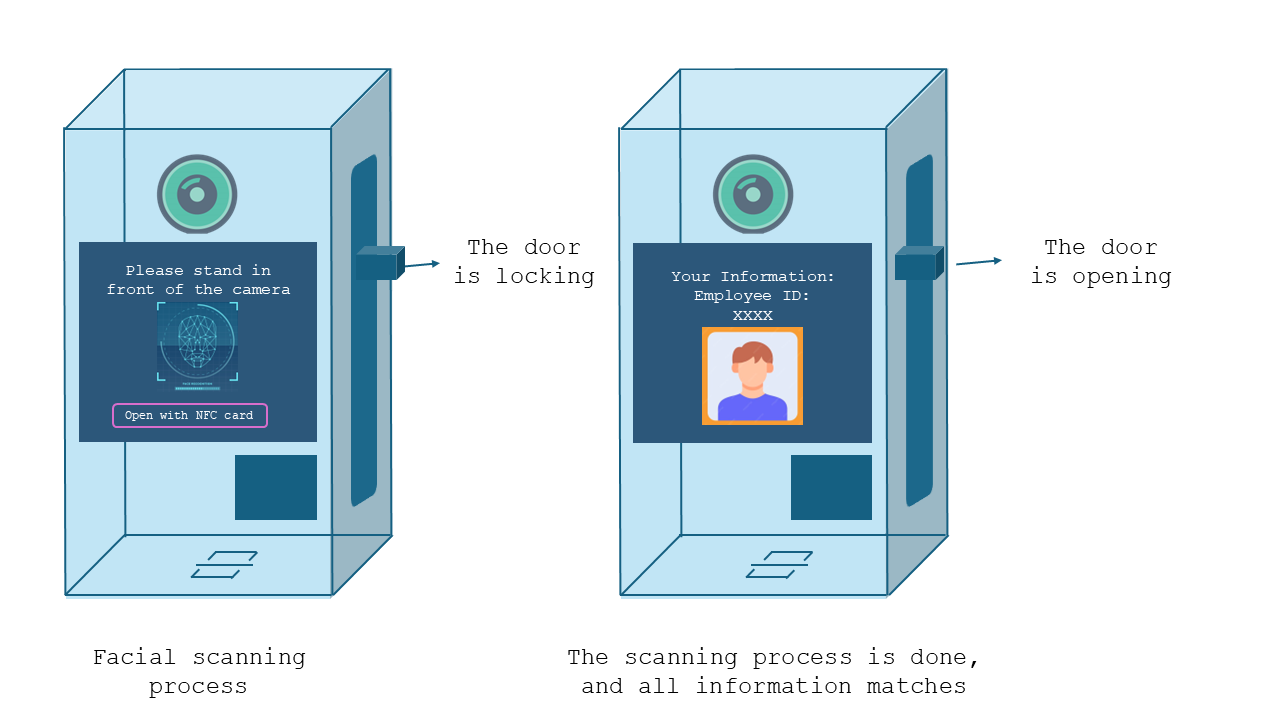 Please stand in
front of the camera
Open with NFC card
The door
is locking
Facial scanning
process
Your Information:
Employee ID:
XXXX
The door
is opening
The scanning process is done,
and all information matches